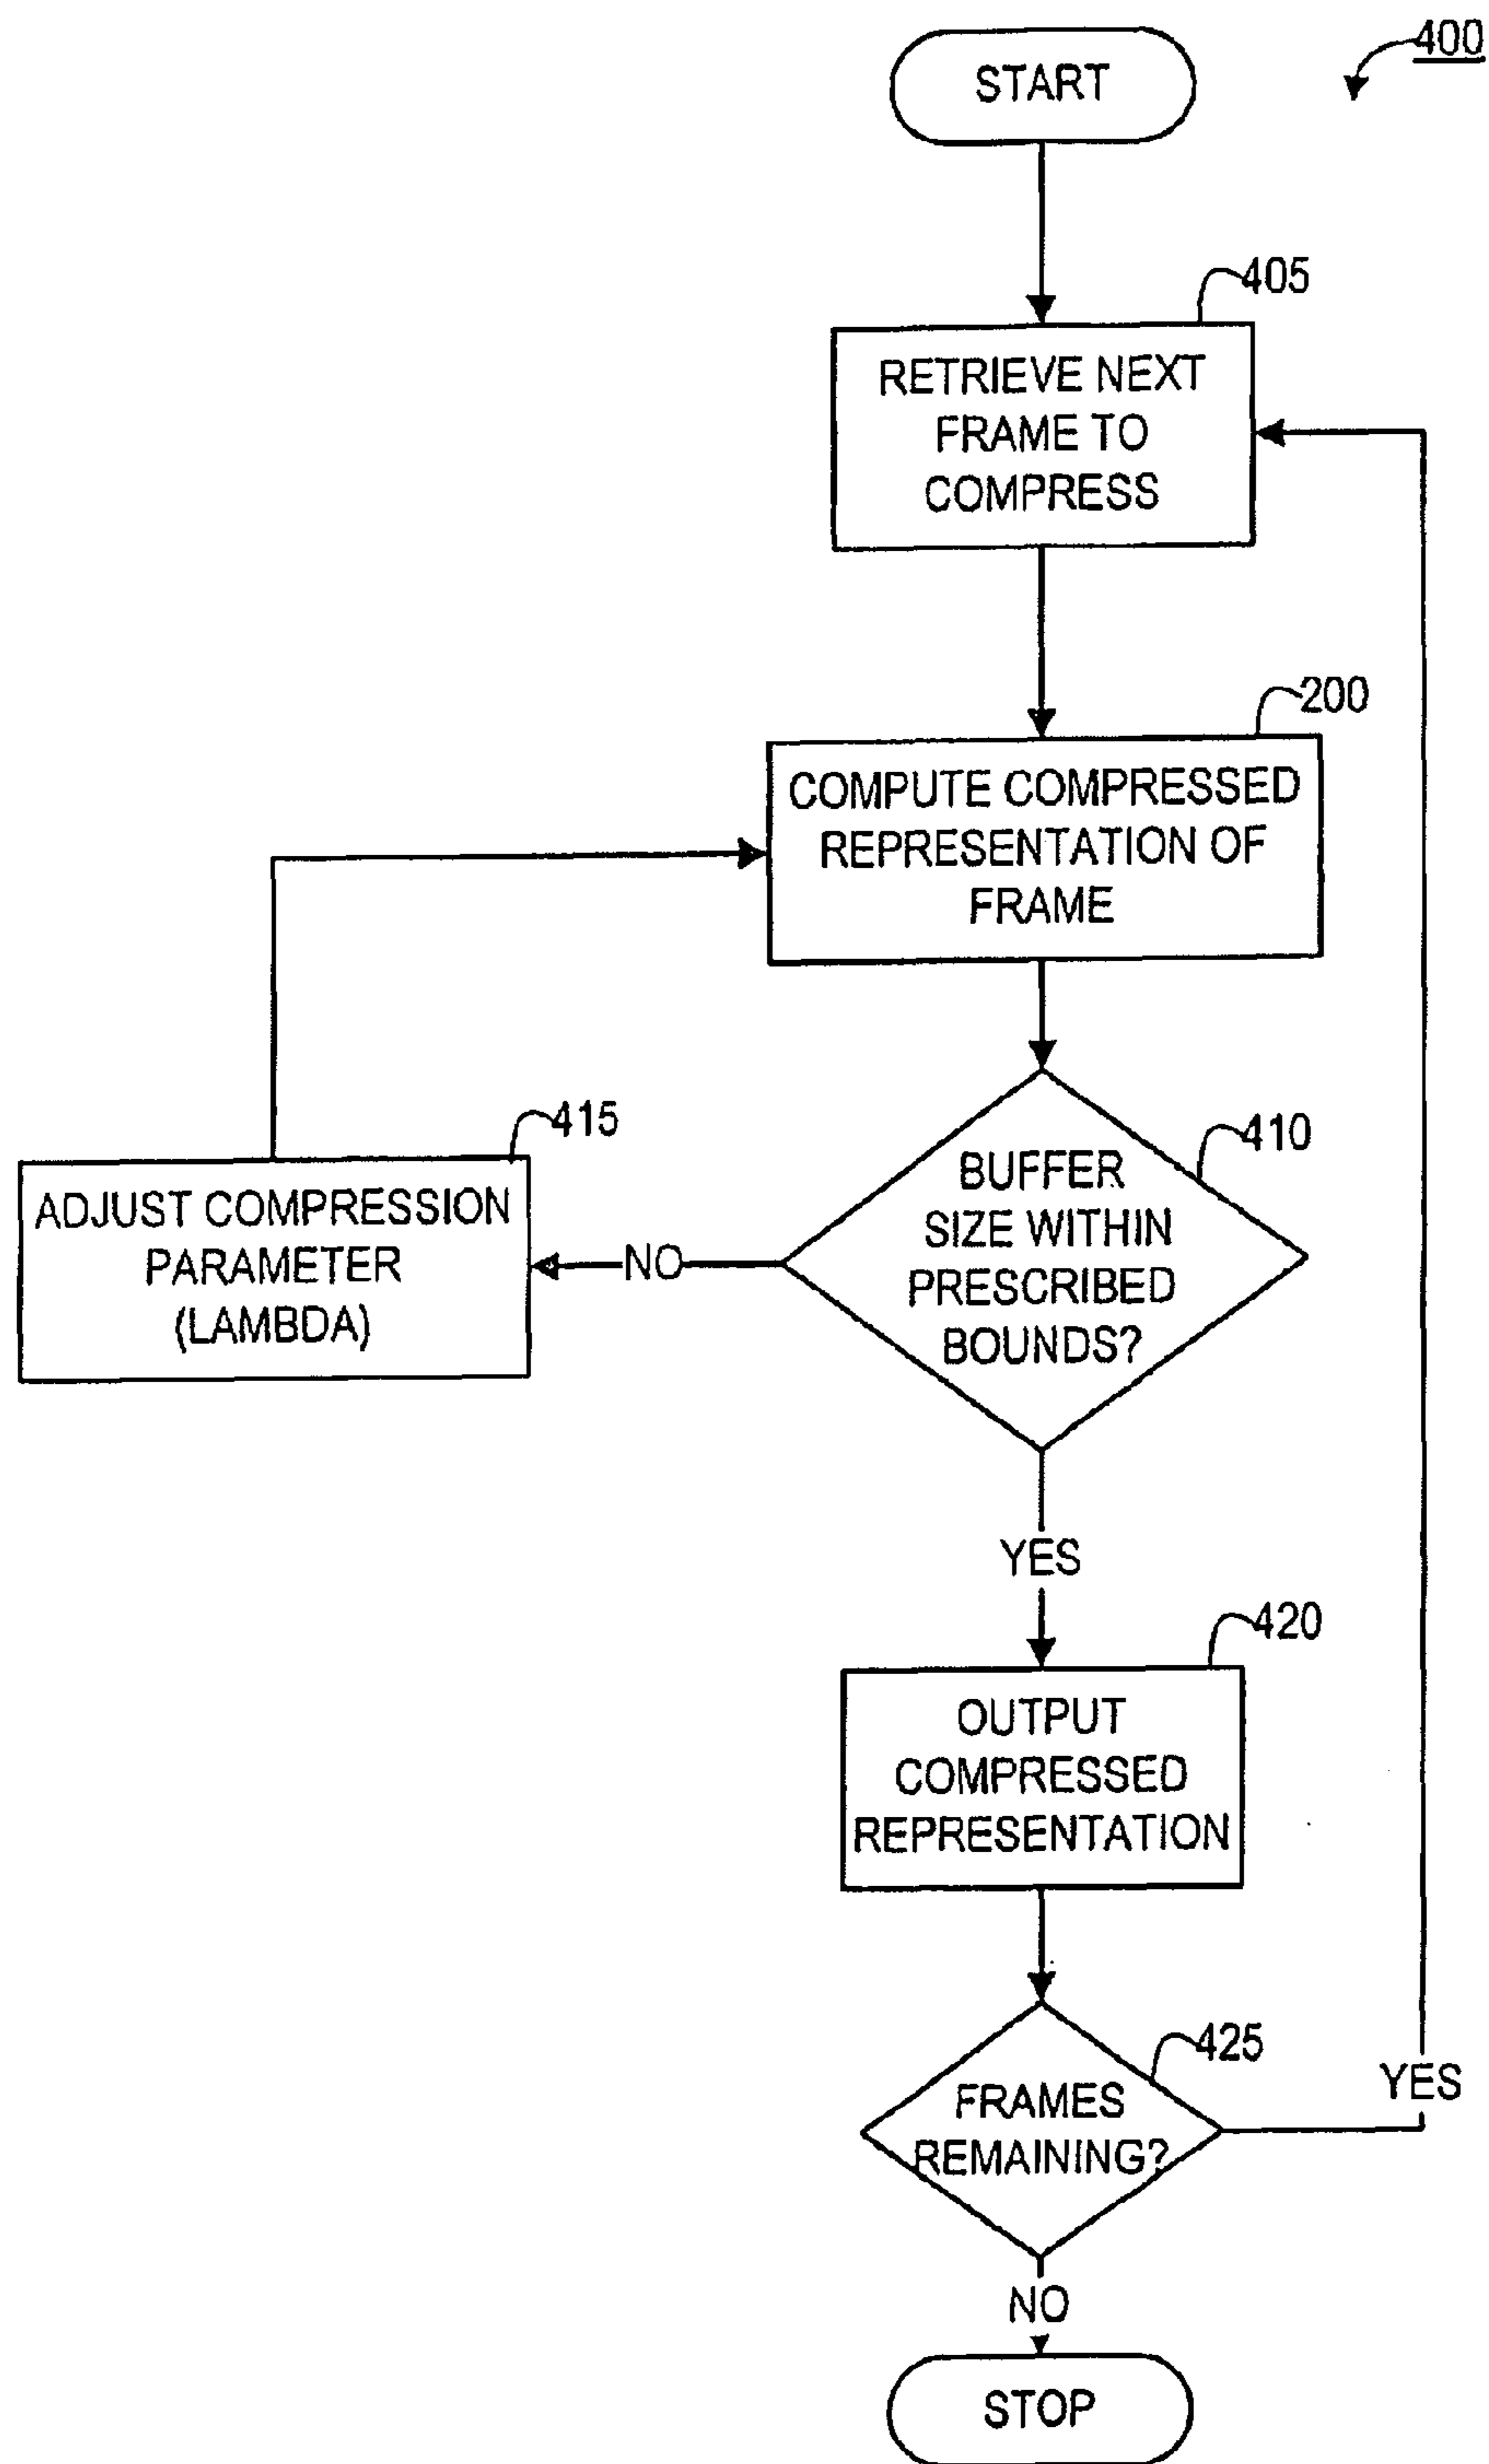 400
START
405
RETRIEVE NEXT
FRAME TO
COMPRESS
200
COMPUTE COMPRESSED
REPRESENTATION OF
FRAME
415
ADJUST COMPRESSION
PARAMETER
(LAMBDA)
NO
410
BUFFER
SIZE WITHIN
PRESCRIBED
BOUNDS?
YES
420
OUTPUT
COMPRESSED
REPRESENTATION
425
FRAMES
REMAINING?
YES
NO
STOP